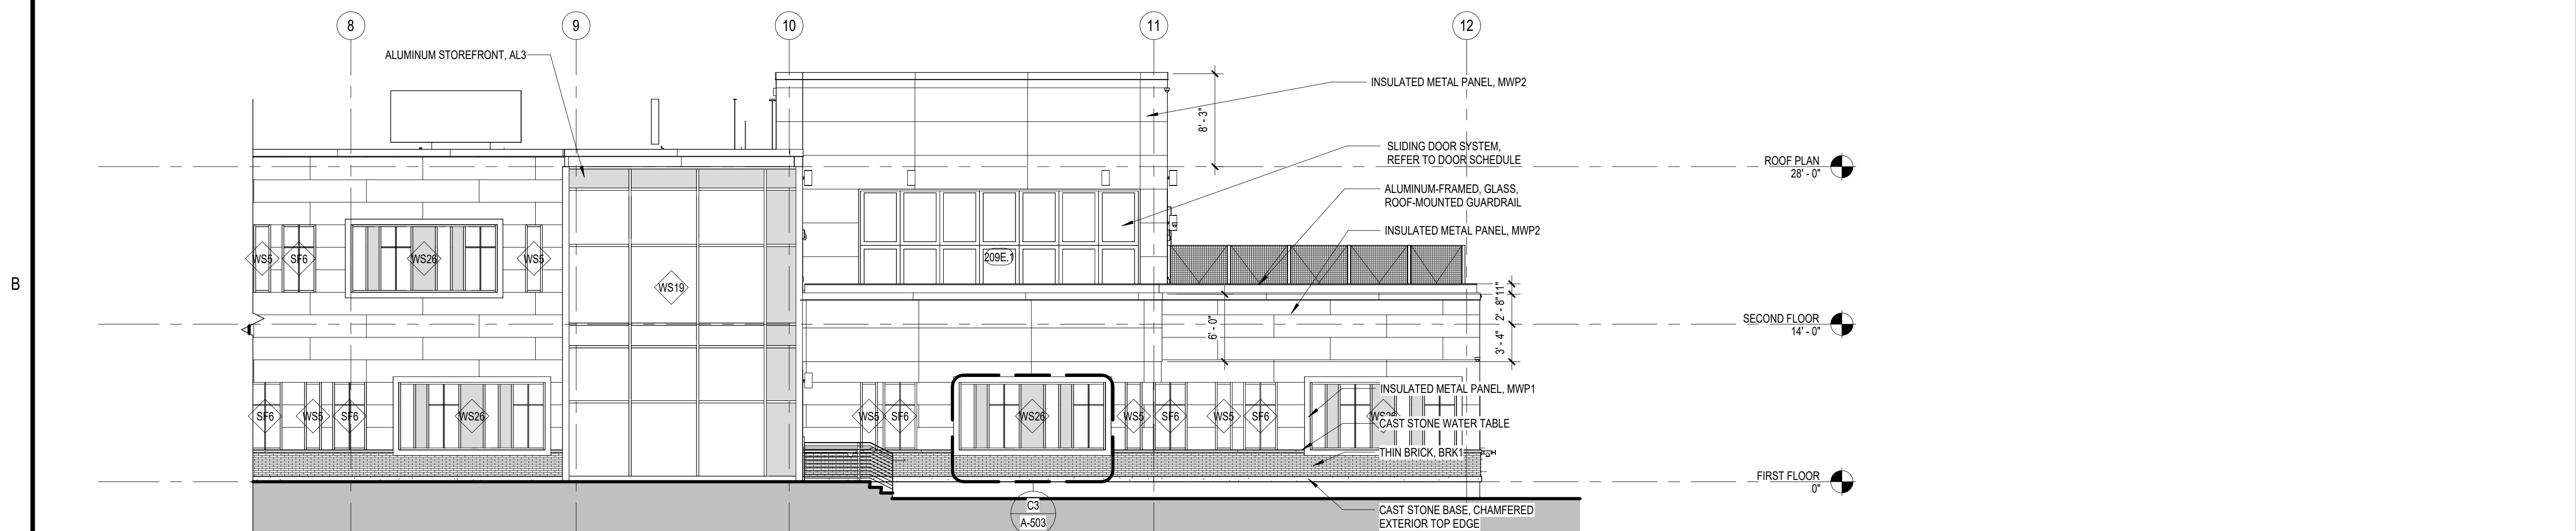 8
9
10
11
12
ALUMINUM STOREFRONT, AL3
INSULATED METAL PANEL, MWP2
8' - 3"
SLIDING DOOR SYSTEM,
REFER TO DOOR SCHEDULE
ROOF PLAN
28' - 0"
ALUMINUM-FRAMED, GLASS,
ROOF-MOUNTED GUARDRAIL
INSULATED METAL PANEL, MWP2
WS5
SF6
WS26
WS5
209E.1
B
WS19
11"
2' - 8"
6' - 0"
3' - 4"
SECOND FLOOR
14' - 0"
INSULATED METAL PANEL, MWP1
SF6
WS5
SF6
WS26
WS5
SF6
WS26
WS5
SF6
WS5
SF6
WS26
CAST STONE WATER TABLE
THIN BRICK, BRK1
FIRST FLOOR
0"
C3
A-503
CAST STONE BASE, CHAMFERED
EXTERIOR TOP EDGE